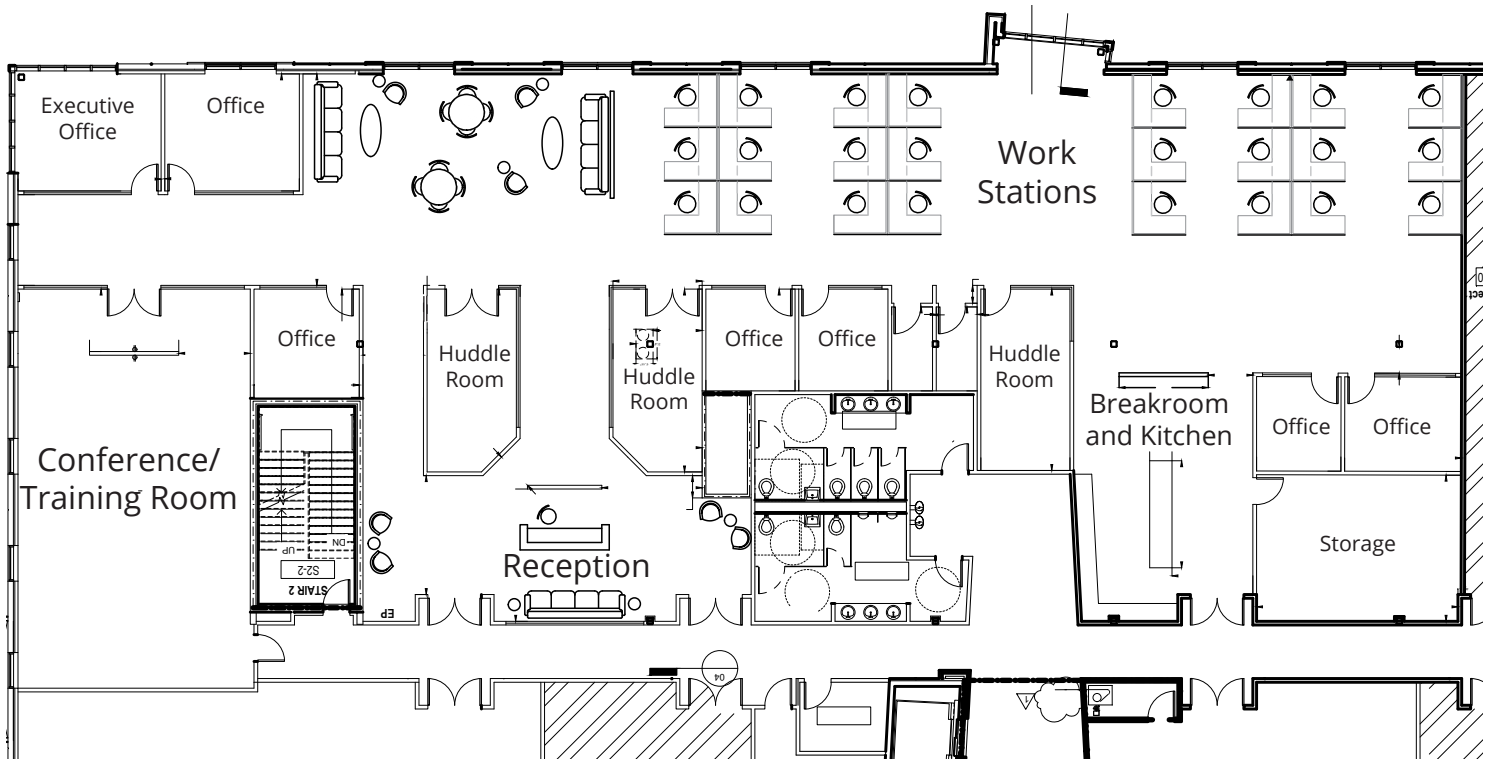 Executive
Office
Office
Work
Stations
Office
Huddle
Room
Huddle
Room
Office
Office
Huddle
Room
Breakroom
and Kitchen
Office
Office
Conference/
Training Room
Reception
Storage
UP
DN
S2-2
STAIR 2
EP
04
1